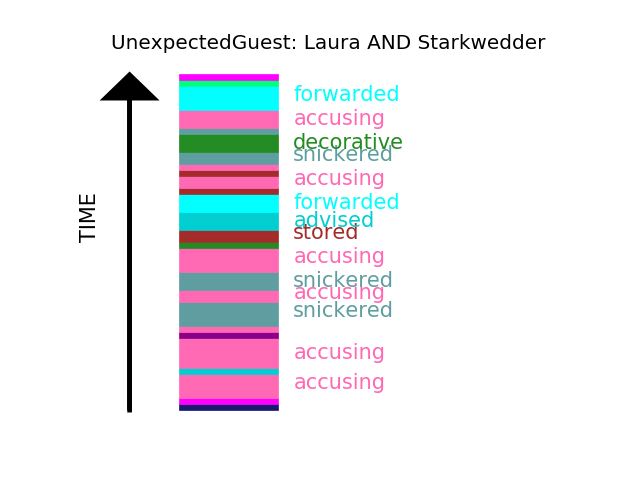 UnexpectedGuest: Laura AND Starkwedder
TIME
forwarded
accusing
decorative
snickered
accusing
forwarded
advised
stored
accusing
snickered
accusing
snickered
accusing
accusing